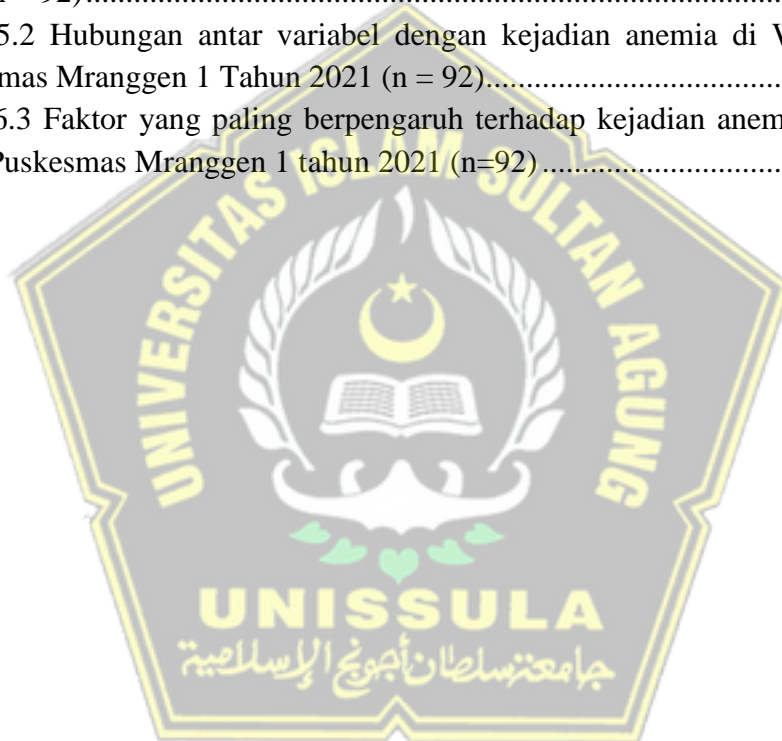 = 92)..........................................................................
5.2 Hubungan antar variabel dengan kejadian anemia di
mas Mranggen 1 Tahun 2021 (n = 92)...........................................
6.3 Faktor yang paling berpengaruh terhadap kejadian anem
Puskesmas Mranggen 1 tahun 2021 (n=92)..................................
UNIVERSITAS ISLAM SULTAN AGUNG
UNISSULA
جامعة سلطان أجونج الإسلامية